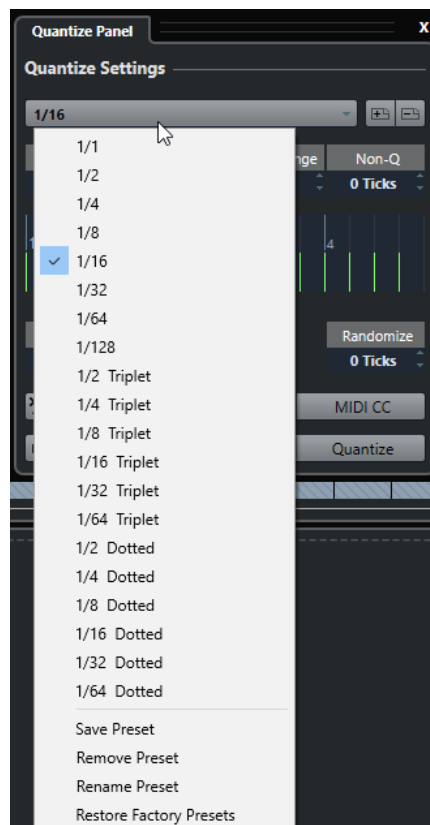 Quantize Panel
X
Quantize Settings
1/16
Non-Q
0 Ticks
4
1/1
1/2
1/4
1/8
1/16
1/32
1/64
1/128
1/2 Triplet
1/4 Triplet
1/8 Triplet
1/16 Triplet
1/32 Triplet
1/64 Triplet
1/2 Dotted
1/4 Dotted
1/8 Dotted
1/16 Dotted
1/32 Dotted
1/64 Dotted
Save Preset
Remove Preset
Rename Preset
Restore Factory Presets
Randomize
0 Ticks
MIDI CC
Quantize